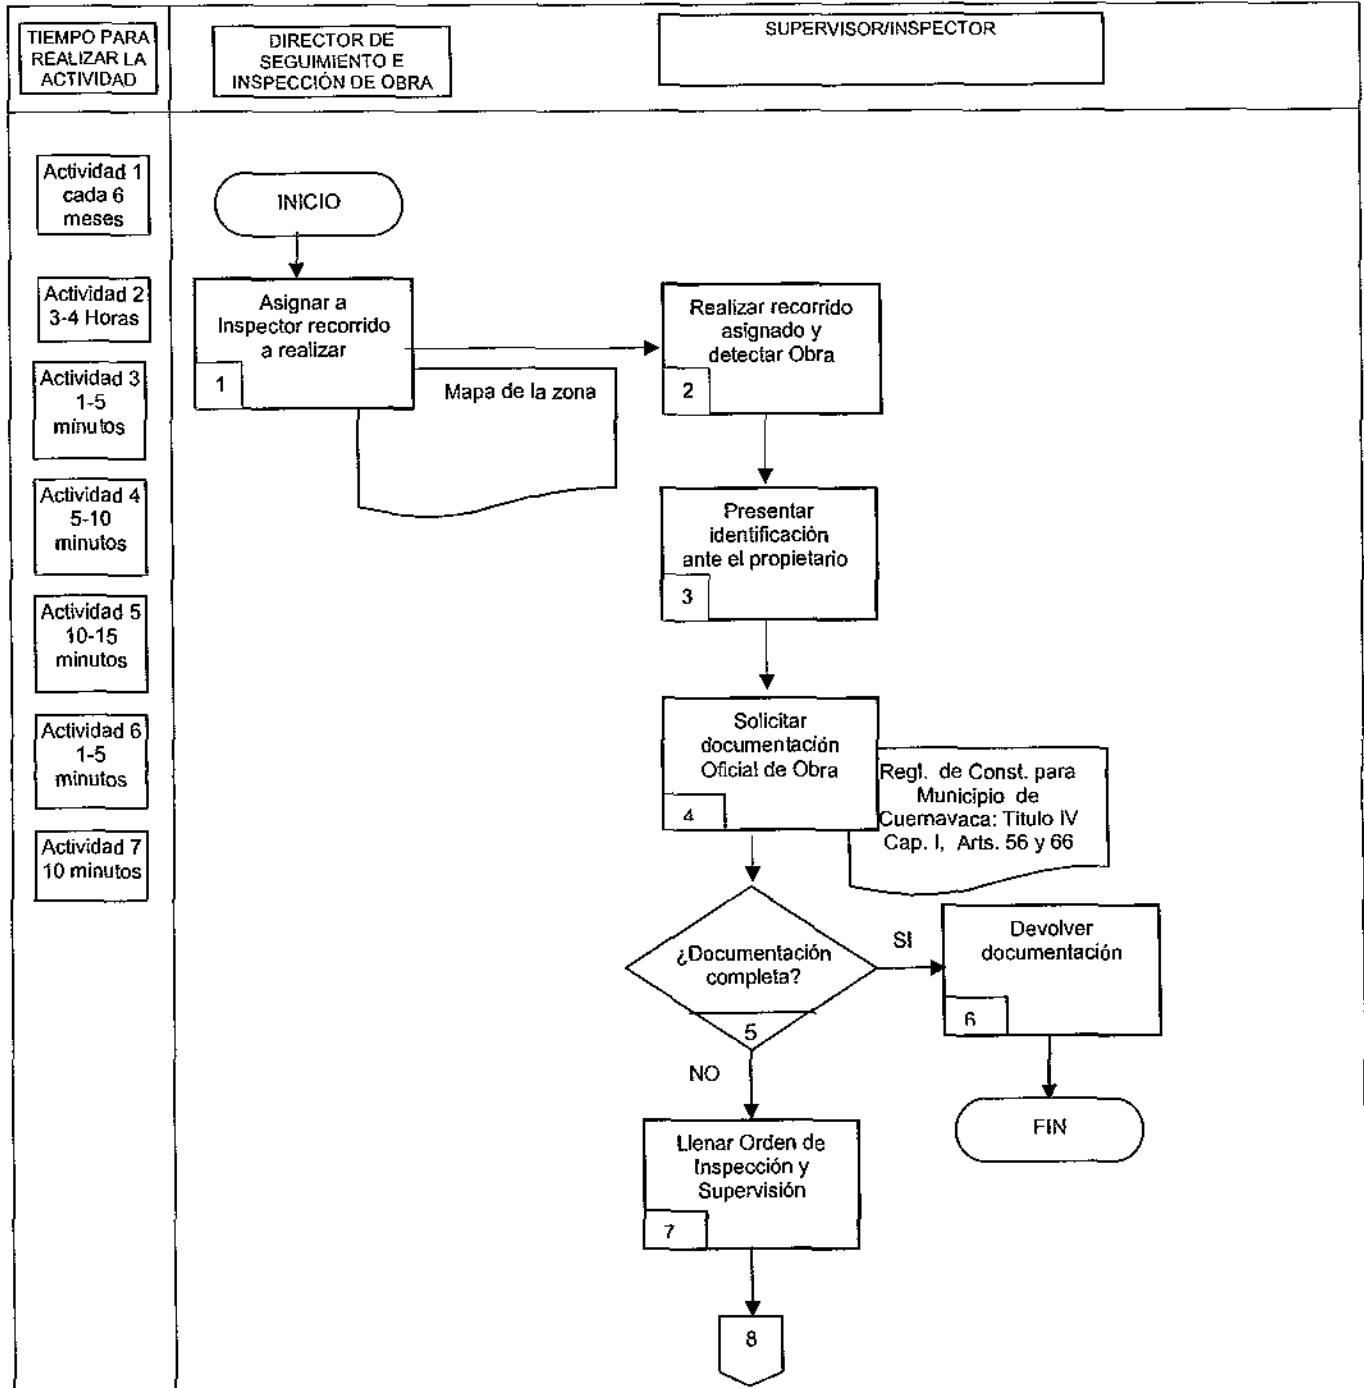 TIEMPO PARA
REALIZAR LA
ACTIVIDAD
DIRECTOR DE
SEGUIMIENTO E
INSPECCIÓN DE OBRA
SUPERVISOR/INSPECTOR
Actividad 1
cada 6
meses
Actividad 2
3-4 Horas
Actividad 3
1-5
minutos
Actividad 4
5-10
minutos
Actividad 5
10-15
minutos
Actividad 6
1-5
minutos
Actividad 7
10 minutos
INICIO
Asignar a
Inspector recorrido
a realizar
1
Mapa de la zona
Realizar recorrido
asignado y
detectar Obra
2
Presentar
identificación
ante el propietario
3
Solicitar
documentación
Oficial de Obra
4
Regl. de Const. para
Municipio de
Cuernavaca: Titulo IV
Cap. I, Arts. 56 y 66
¿Documentación
completa?
5
SI
Devolver
documentación
6
FIN
NO
Llenar Orden de
Inspección y
Supervisión
7
8